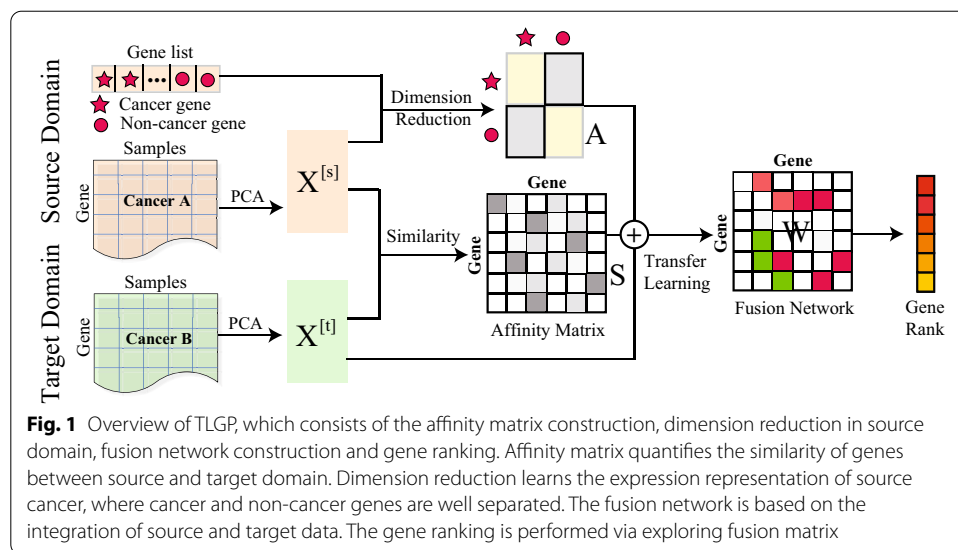 Source Domain
Gene list
...
Cancer gene
Non-cancer gene
Samples
Gene
Cancer A
PCA
X[s]
Dimension
Reduction
A
Target Domain
Samples
Gene
Cancer B
PCA
X[t]
Similarity
Gene
Gene
S
Affinity Matrix
+
Transfer
Learning
Gene
Gene
W
Fusion Network
Gene
Rank
Fig. 1 Overview of TLGP, which consists of the affinity matrix construction, dimension reduction in source
domain, fusion network construction and gene ranking. Affinity matrix quantifies the similarity of genes
between source and target domain. Dimension reduction learns the expression representation of source
cancer, where cancer and non-cancer genes are well separated. The fusion network is based on the
integration of source and target data. The gene ranking is performed via exploring fusion matrix